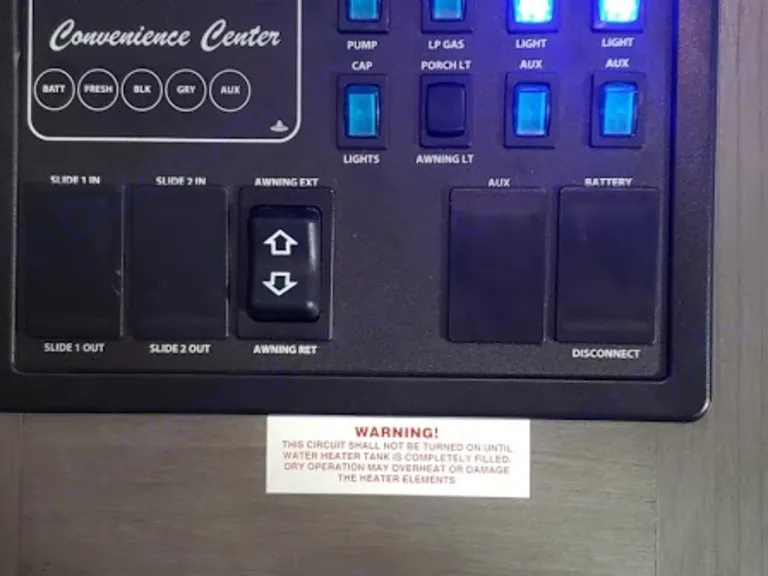 Convenience Center
BATT FRESH BLK GRY AUX
PUMP LP GAS LIGHT LIGHT
CAP PORCH LT AUX AUX
LIGHTS AWNING LT
SLIDE 1 IN SLIDE 2 IN AWNING EXT AUX BATTERY
SLIDE 1 OUT SLIDE 2 OUT AWNING RET DISCONNECT
WARNING!
THIS CIRCUIT SHALL NOT BE TURNED ON UNTIL
WATER HEATER TANK IS COMPLETELY FILLED.
DRY OPERATION MAY OVERHEAT OR DAMAGE
THE HEATER ELEMENTS